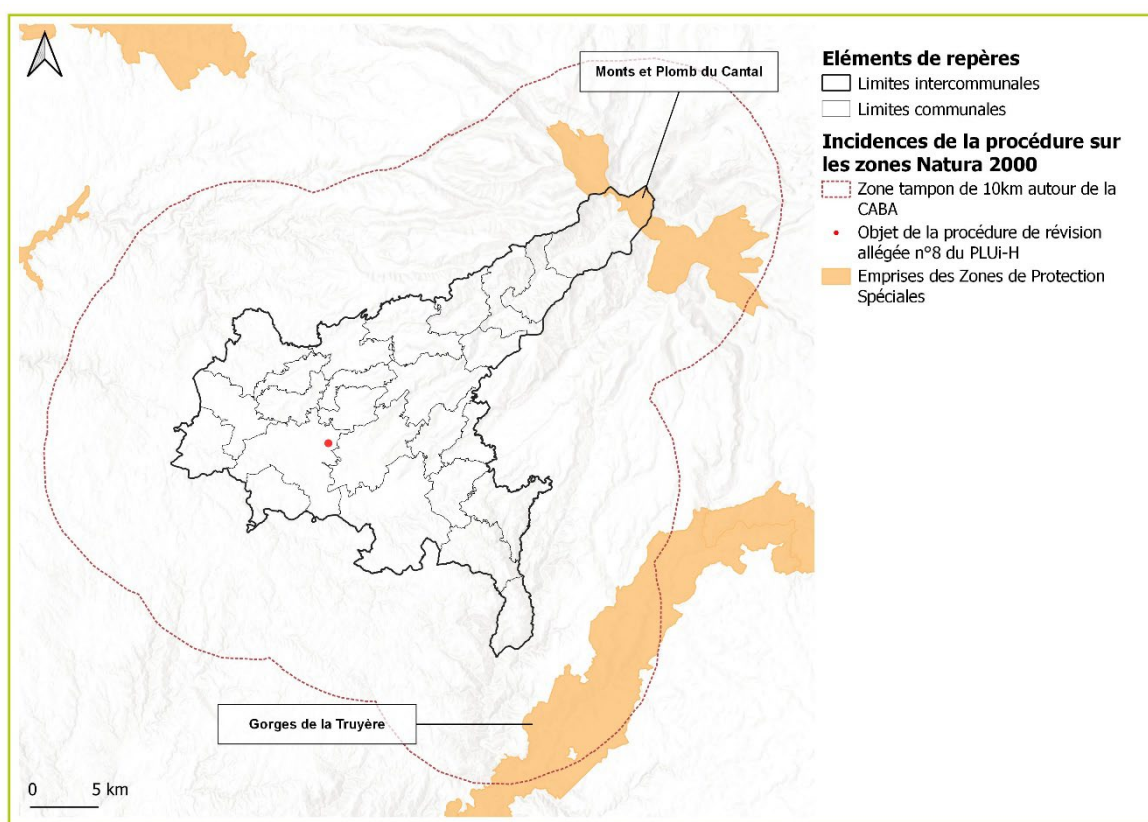 Monts et Plomb du Cantal
Gorges de la Truyère
0 5 km
Eléments de repères
Limites intercommunales
Limites communales
Incidences de la procédure sur
les zones Natura 2000
Zone tampon de 10km autour de la
CABA
Objet de la procédure de révision
allégée n°8 du PLUi-H
Emprises des Zones de Protection
Spéciales